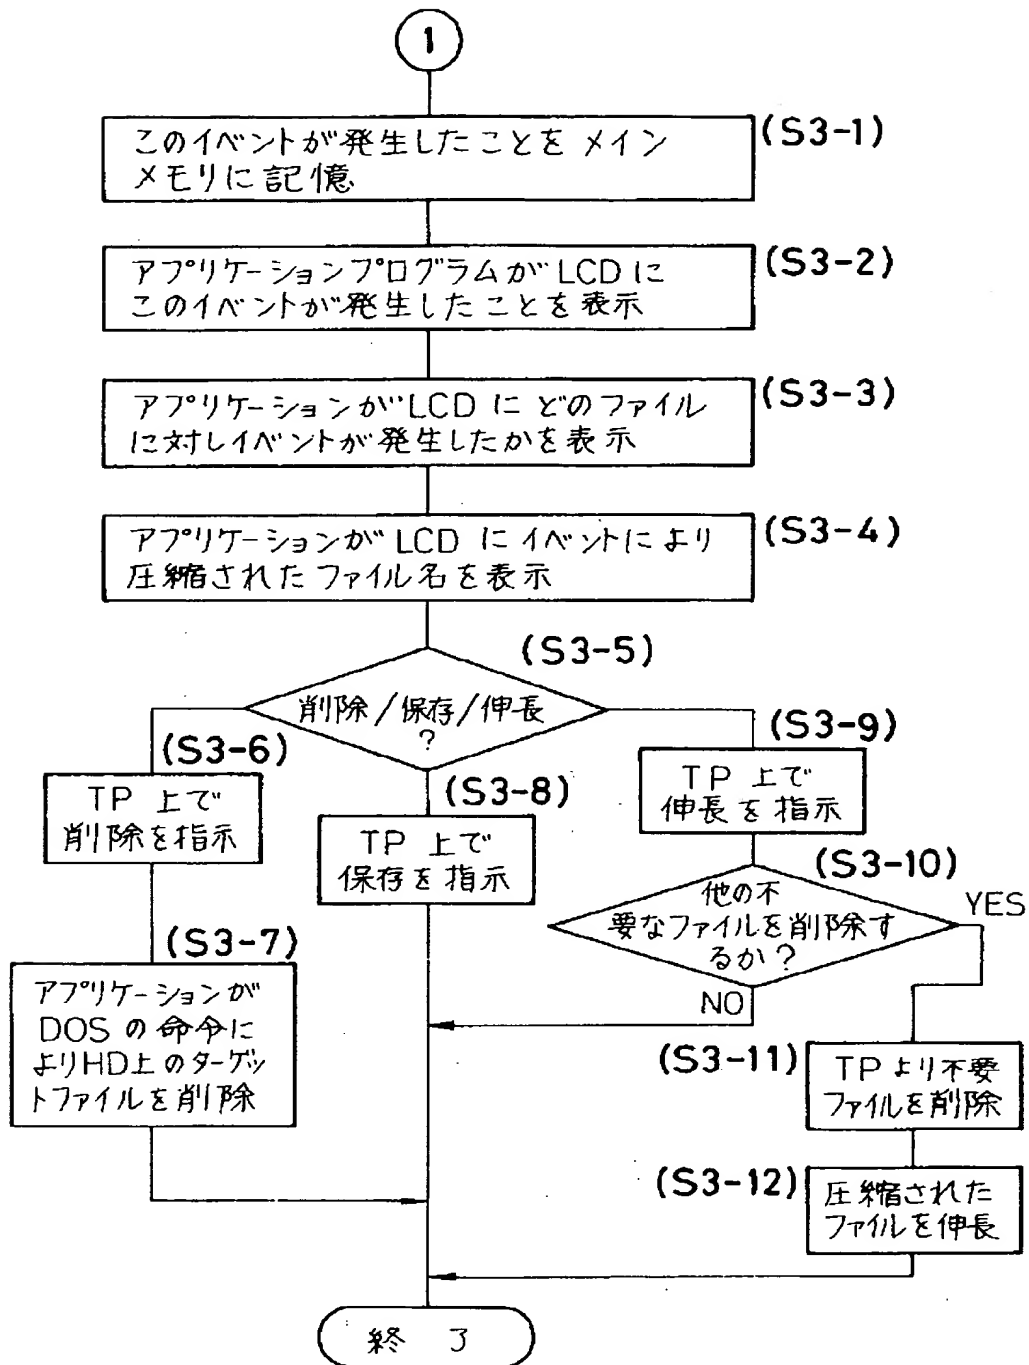 1
このイベントが発生したことをメイン
メモリに記憶
(S3-1)
アプリケーションプログラムがLCDに
このイベントが発生したことを表示
(S3-2)
アプリケーションがLCDにどのファイル
に対しイベントが発生したかを表示
(S3-3)
アプリケーションがLCDにイベントにより
圧縮されたファイル名を表示
(S3-4)
(S3-5)
削除/保存/伸長
?
(S3-6)
TP上で
削除を指示
(S3-8)
TP上で
保存を指示
(S3-9)
TP上で
伸長を指示
(S3-10)
他の不
要なファイルを削除す
るか?
YES
NO
(S3-7)
アプリケーションが
DOSの命令に
よりHD上のターゲッ
トファイルを削除
(S3-11)
TPより不要
ファイルを削除
(S3-12)
圧縮された
ファイルを伸長
終了